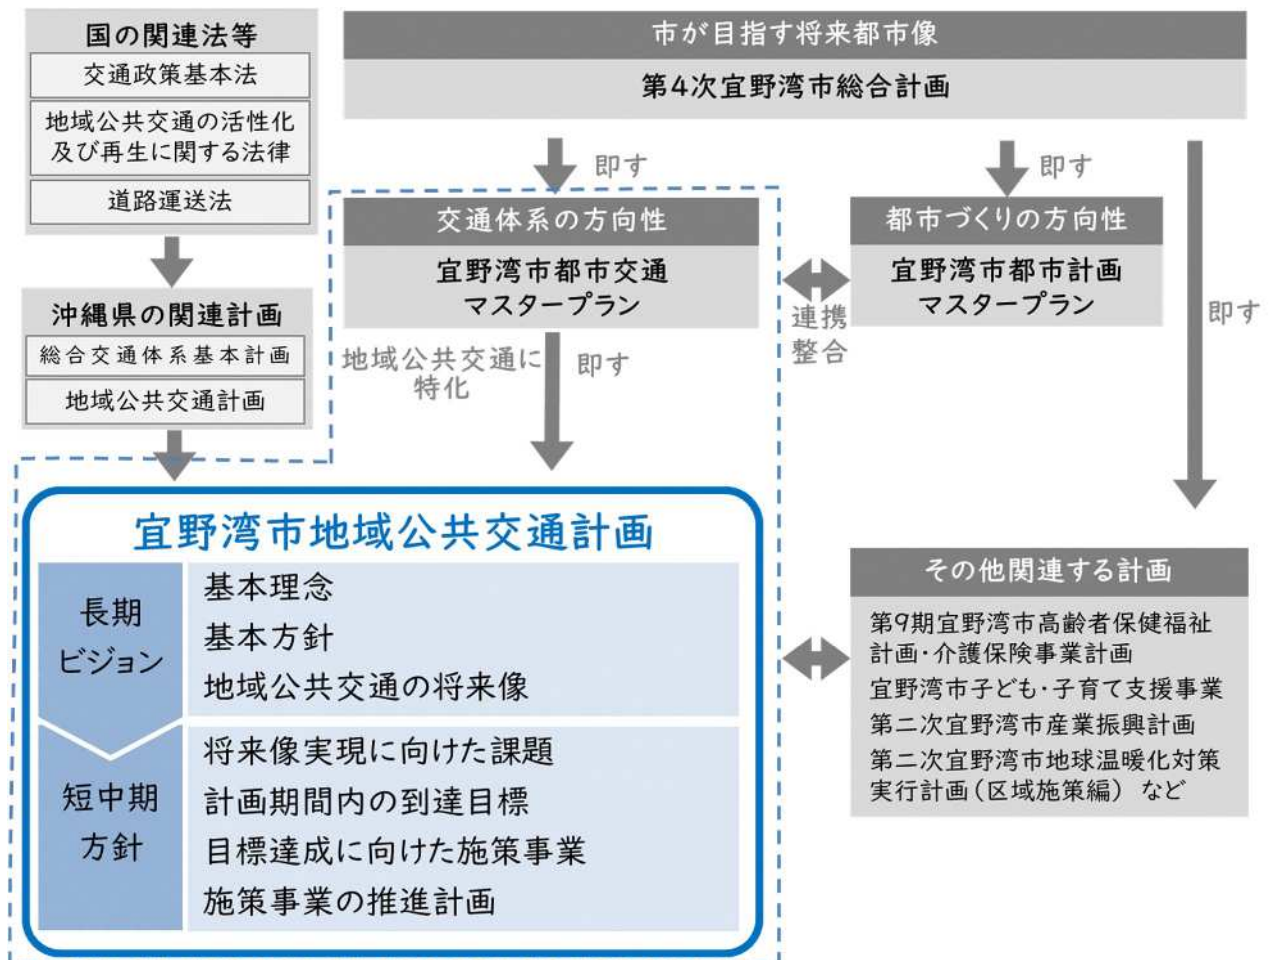 国の関連法等
交通政策基本法
地域公共交通の活性化
及び再生に関する法律
道路運送法
沖縄県の関連計画
総合交通体系基本計画
地域公共交通計画
市が目指す将来都市像
第4次宜野湾市総合計画
即す
即す
即す
交通体系の方向性
宜野湾市都市交通
マスタープラン
連携
整合
都市づくりの方向性
宜野湾市都市計画
マスタープラン
地域公共交通に
特化
即す
宜野湾市地域公共交通計画
長期
ビジョン
基本理念
基本方針
地域公共交通の将来像
短中期
方針
将来像実現に向けた課題
計画期間内の到達目標
目標達成に向けた施策事業
施策事業の推進計画
その他関連する計画
第9期宜野湾市高齢者保健福祉
計画・介護保険事業計画
宜野湾市子ども・子育て支援事業
第二次宜野湾市産業振興計画
第二次宜野湾市地球温暖化対策
実行計画（区域施策編） など